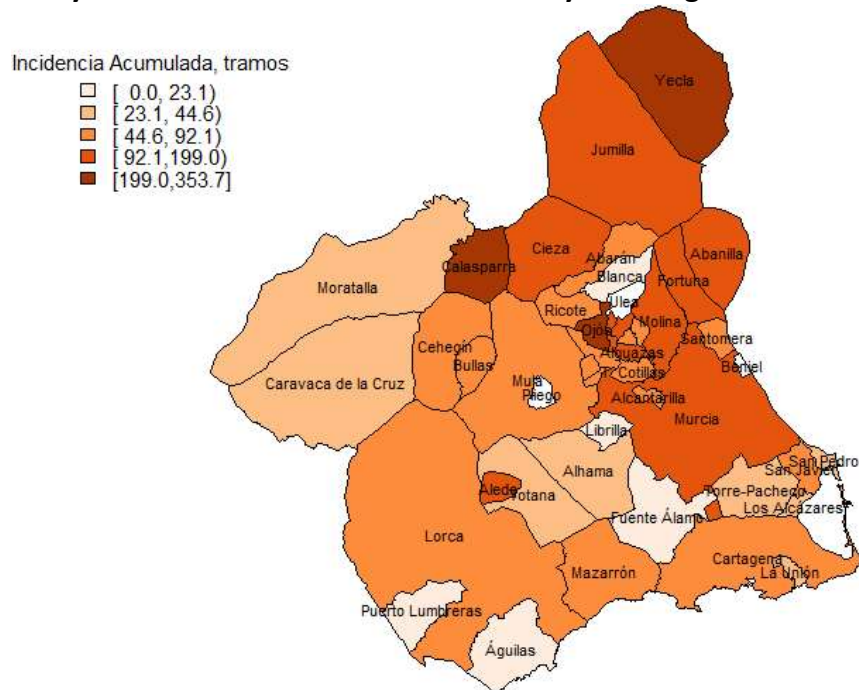 Incidencia Acumulada, tramos
[ 0.0, 23.1)
[ 23.1, 44.6)
[ 44.6, 92.1)
[ 92.1,199.0)
[199.0,353.7]
Yecla
Jumilla
Cieza
Abarán
Abanilla
Calasparra
Blanca
Fortuna
Moratalla
Ulea
Ricote
Molina
Ojós
Santomera
Cehegín
Alguazas
Bullas
Beniel
T. Cotillas
Caravaca de la Cruz
Mula
Pliego
Alcantarilla
Murcia
Librilla
San Pedro
Alhama
San Javier
Aledo
Torre-Pacheco
Totana
Los Alcázares
Fuente Álamo
Lorca
Cartagena
Mazarrón
La Unión
Puerto Lumbreras
Águilas